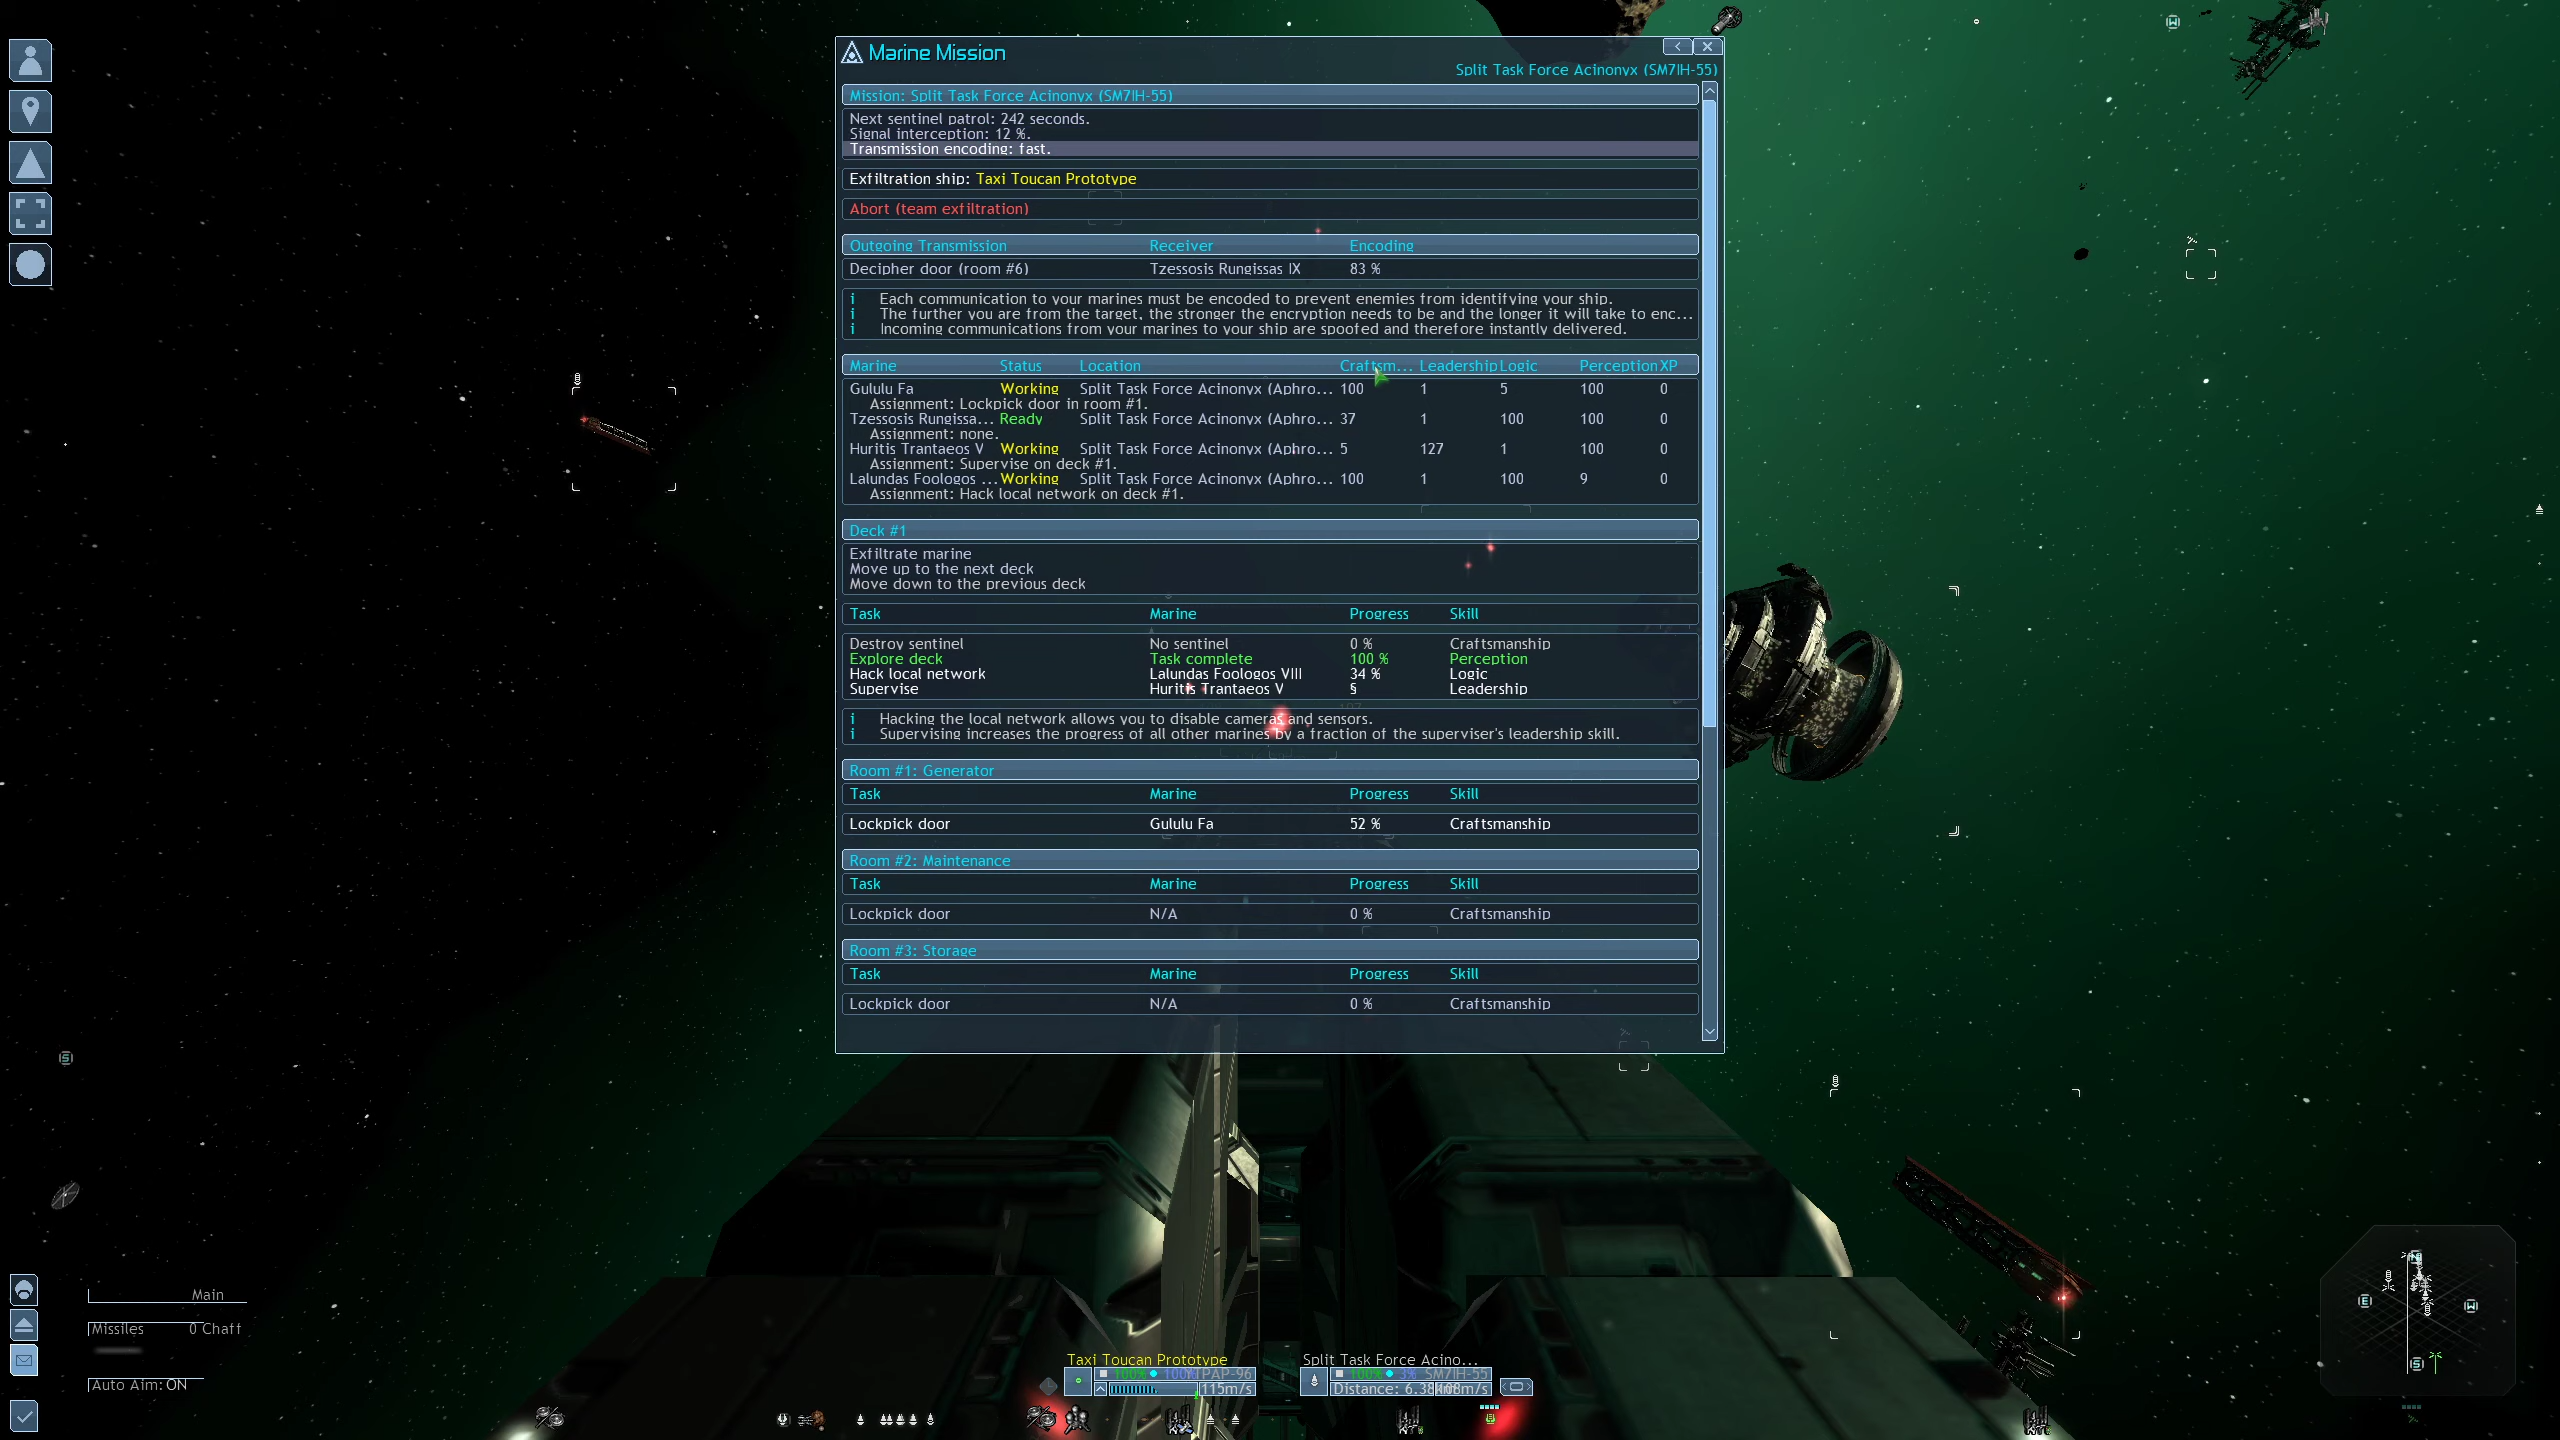 Marine Mission
Split Task Force Acinonyx (SM7IH-55)
Mission: Split Task Force Acinonyx (SM7IH-55)
Next sentinel patrol: 242 seconds.
Signal interception: 12 %.
Transmission encoding: fast.
Exfiltration ship: Taxi Toucan Prototype
Abort (team exfiltration)
Outgoing Transmission Receiver Encoding
Decipher door (room #6) Tzessosis Rungissas IX 83 %
i Each communication to your marines must be encoded to prevent enemies from identifying your ship.
i The further you are from the target, the stronger the encryption needs to be and the longer it will take to enc...
i Incoming communications from your marines to your ship are spoofed and therefore instantly delivered.
Marine Status Location Craftsm... Leadership Logic Perception XP
Gululu Fa Working Split Task Force Acinonyx (Aphro... 100 1 5 100 0
Assignment: Lockpick door in room #1.
Tzessosis Rungissa... Ready Split Task Force Acinonyx (Aphro... 37 1 100 100 0
Assignment: none.
Huritis Trantaeos V Working Split Task Force Acinonyx (Aphro... 5 127 1 100 0
Assignment: Supervise on deck #1.
Lalundas Foologos ... Working Split Task Force Acinonyx (Aphro... 100 1 100 9 0
Assignment: Hack local network on deck #1.
Deck #1
Exfiltrate marine
Move up to the next deck
Move down to the previous deck
Task Marine Progress Skill
Destroy sentinel No sentinel 0 % Craftsmanship
Explore deck Task complete 100 % Perception
Hack local network Lalundas Foologos VIII 34 % Logic
Supervise Huritis Trantaeos V § Leadership
i Hacking the local network allows you to disable cameras and sensors.
i Supervising increases the progress of all other marines by a fraction of the superviser's leadership skill.
Room #1: Generator
Task Marine Progress Skill
Lockpick door Gululu Fa 52 % Craftsmanship
Room #2: Maintenance
Task Marine Progress Skill
Lockpick door N/A 0 % Craftsmanship
Room #3: Storage
Task Marine Progress Skill
Lockpick door N/A 0 % Craftsmanship
Main
Missiles 0 Chaff
Auto Aim: ON
Taxi Toucan Prototype
100% 100% PAP-96
115m/s
Split Task Force Acino...
100% 3% SM7IH-55
Distance:
W
S
E
W
S